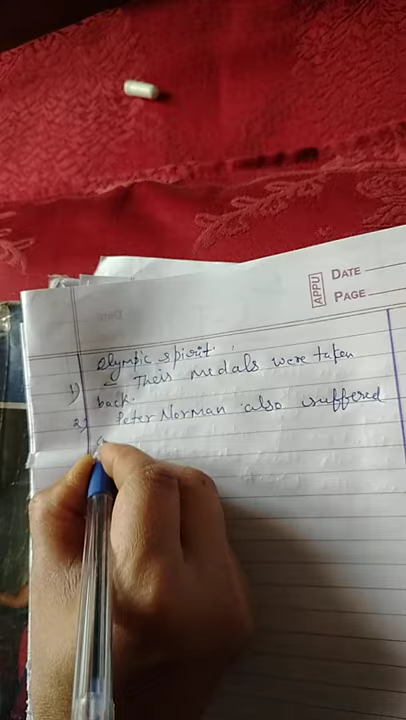 APPU
DATE
PAGE
Olympic spirit.
1) Their medals were taken
back.
2) Peter Norman also suffered